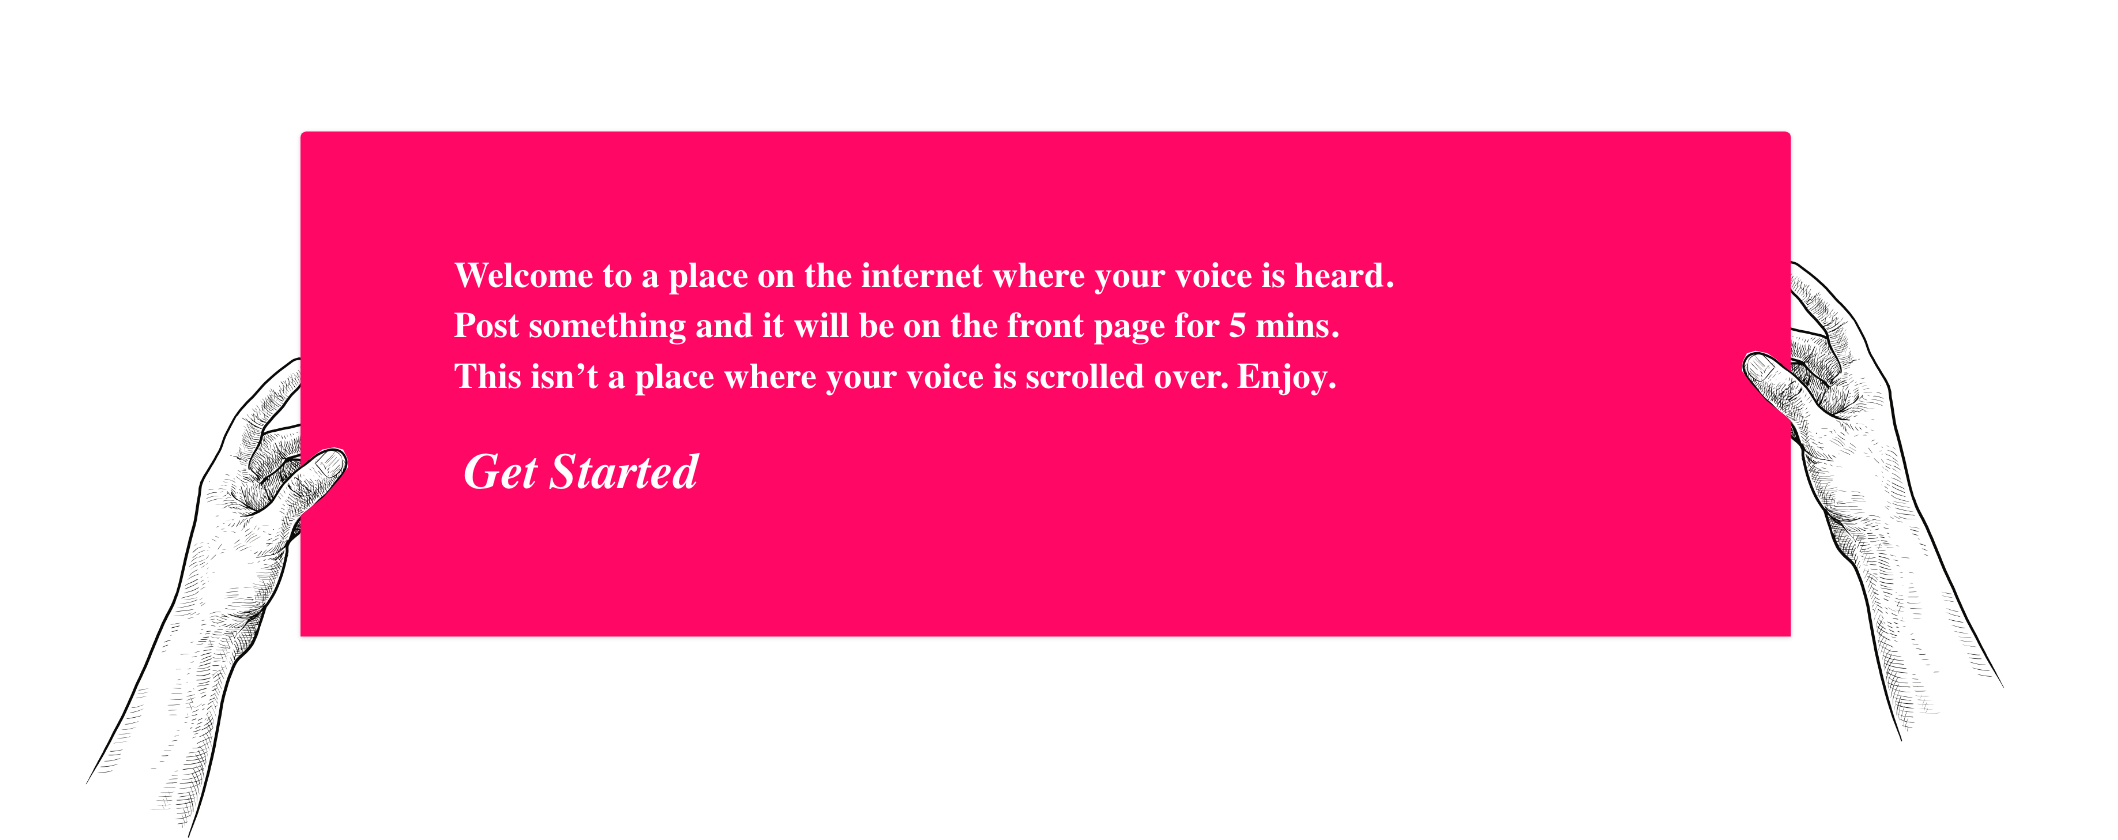 Welcome to a place on the internet where your voice is heard.
Post something and it will be on the front page for 5 mins.
This isn’t a place where your voice is scrolled over. Enjoy.
Get Started